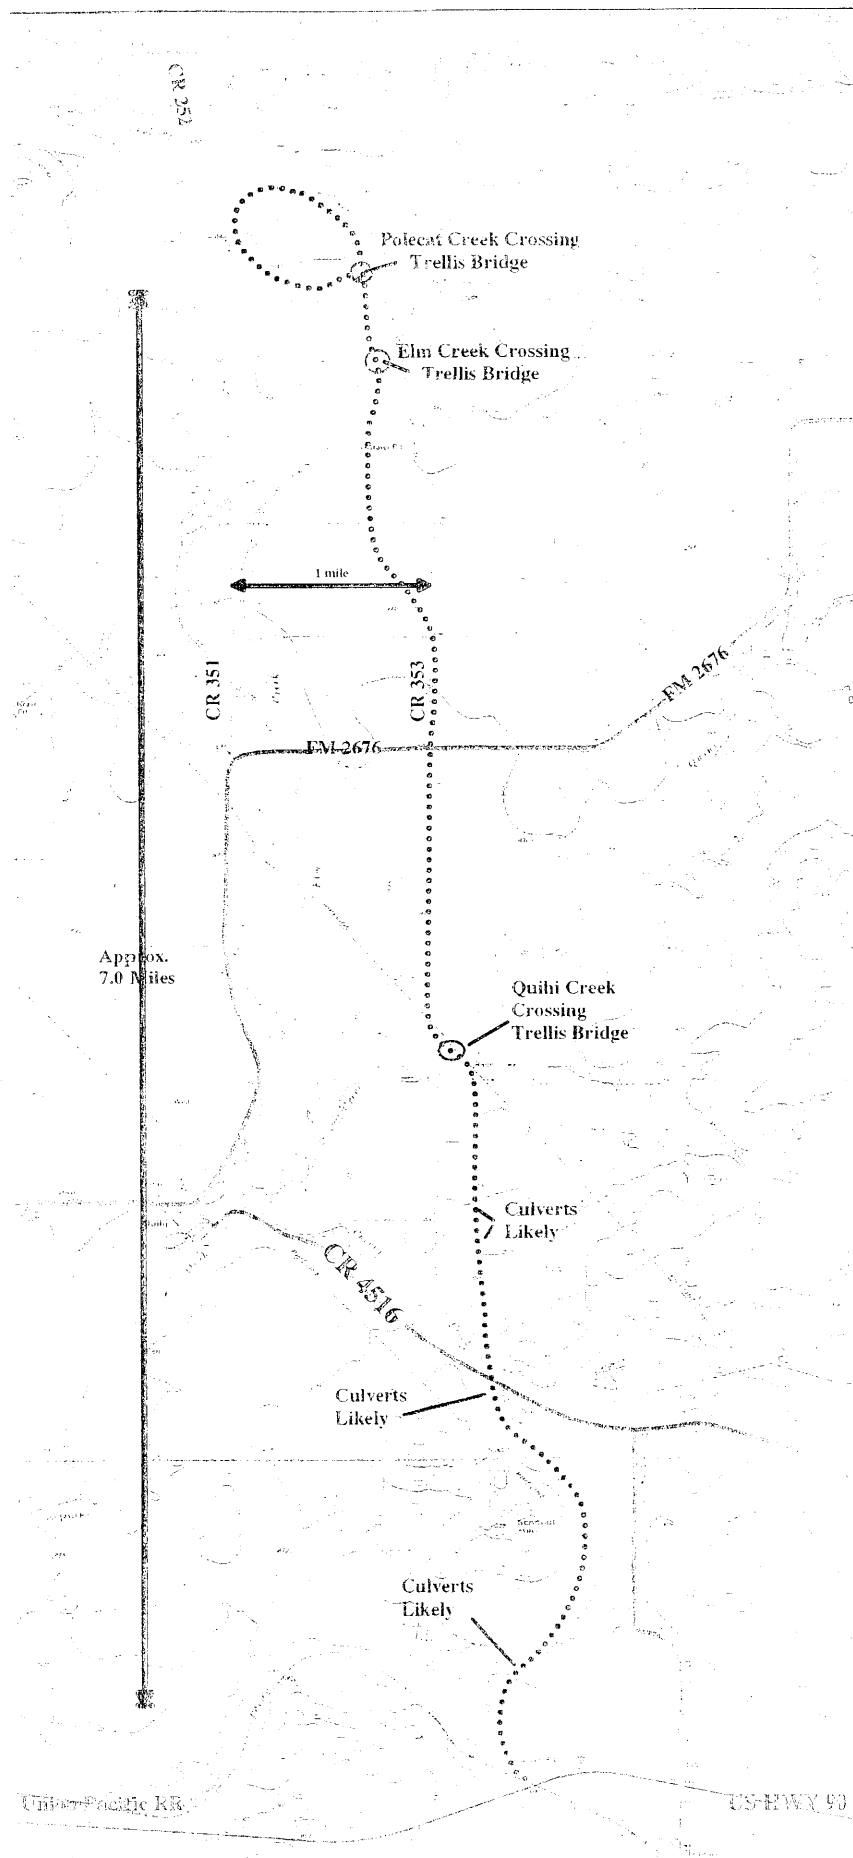 CR 352
Polecat Creek Crossing
Trellis Bridge
Elm Creek Crossing
Trellis Bridge
1 mile
CR 351
Creek
CR 353
FM 2676
FM 2676
Approx.
7.0 Miles
Quihi Creek
Crossing
Trellis Bridge
Culverts
Likely
CR 4516
Culverts
Likely
Culverts
Likely
Union Pacific RR
US HWY 90